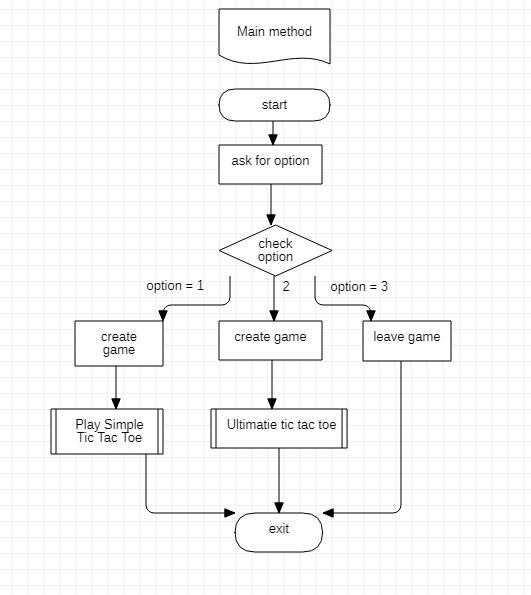 Main method
start
ask for option
check
option
option = 1
2
option = 3
create
game
create game
leave game
Play Simple
Tic Tac Toe
Ultimatie tic tac toe
exit